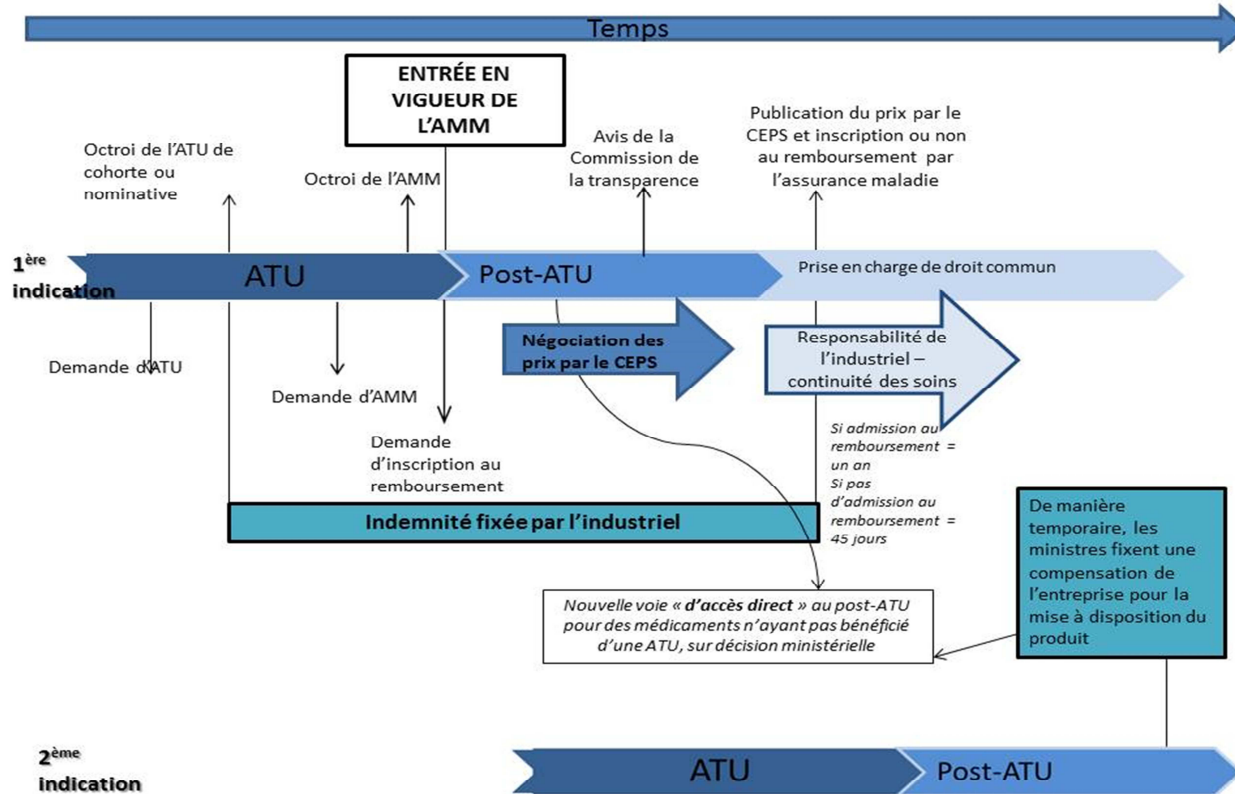 Temps
ENTRÉE EN
VIGUEUR DE
L'AMM
Octroi de l'ATU de
cohorte ou
nominative
Octroi de l'AMM
Avis de la
Commission de
la transparence
Publication du prix par le
CEPS et inscription ou non
au remboursement par
l'assurance maladie
1ère
indication
ATU
Post-ATU
Prise en charge de droit commun
Demande d'ATU
Demande d'AMM
Demande
d'inscription au
remboursement
Négociation des
prix par le CEPS
Responsabilité de
l'industriel –
continuité des soins
Si admission au
remboursement =
un an
Si pas
d'admission au
remboursement =
45 jours
Indemnité fixée par l'industriel
De manière
temporaire, les
ministres fixent une
compensation de
l'entreprise pour la
mise à disposition du
produit
Nouvelle voie « d'accès direct » au post-ATU
pour des médicaments n'ayant pas bénéficié
d'une ATU, sur décision ministérielle
2ème
indication
ATU
Post-ATU